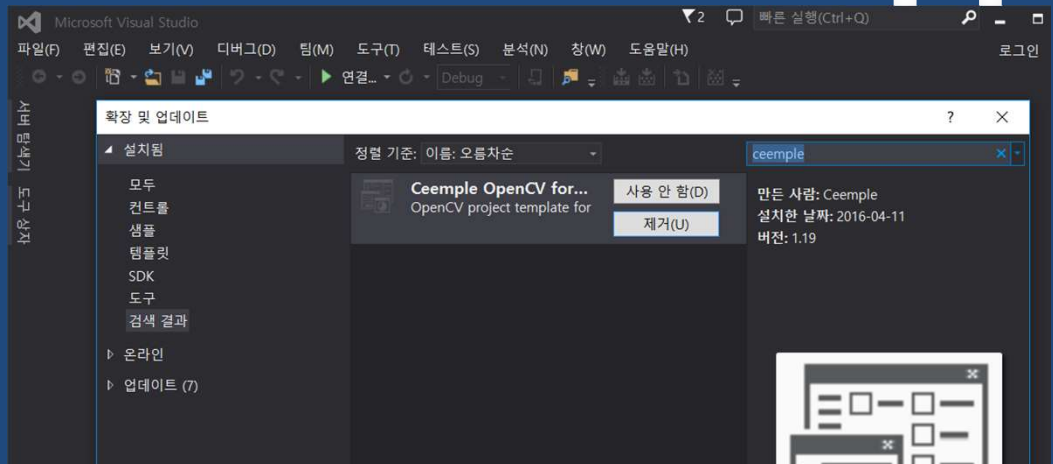 Microsoft Visual Studio
2
빠른 실행(Ctrl+Q)
파일(F) 편집(E) 보기(V) 디버그(D) 팀(M) 도구(T) 테스트(S) 분석(N) 창(W) 도움말(H)
로그인
연결... Debug
서버 탐색기
도구 상자
확장 및 업데이트
?
설치됨
모두
컨트롤
샘플
템플릿
SDK
도구
검색 결과
온라인
업데이트 (7)
정렬 기준: 이름: 오름차순
Ceemple OpenCV for...
OpenCV project template for
사용 안 함(D)
제거(U)
ceemple
만든 사람: Ceemple
설치한 날짜: 2016-04-11
버전: 1.19